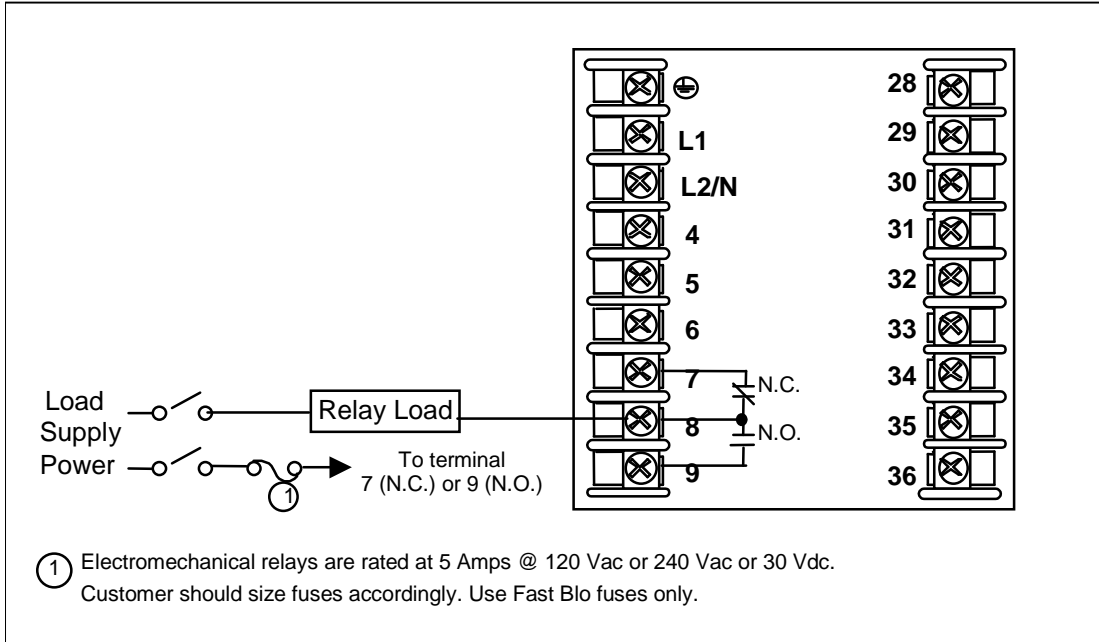 28
29
L1
L2/N
30
4
31
5
32
6
33
7
N.C.
34
Load
Supply
Power
Relay Load
8
N.O.
35
To terminal
7 (N.C.) or 9 (N.O.)
9
36
1
1 Electromechanical relays are rated at 5 Amps @ 120 Vac or 240 Vac or 30 Vdc.
Customer should size fuses accordingly. Use Fast Blo fuses only.